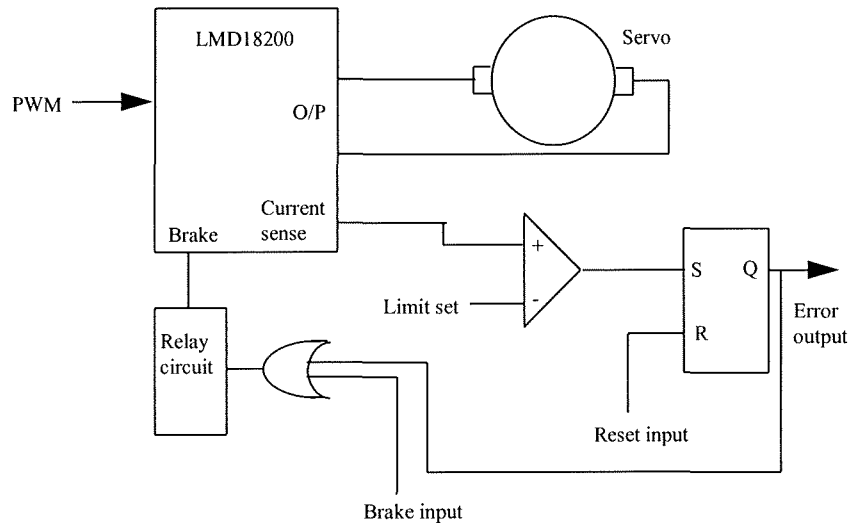 LMD18200
Servo
PWM
O/P
Current
sense
Brake
+
-
S
Q
R
Limit set
Error
output
Relay
circuit
Reset input
Brake input